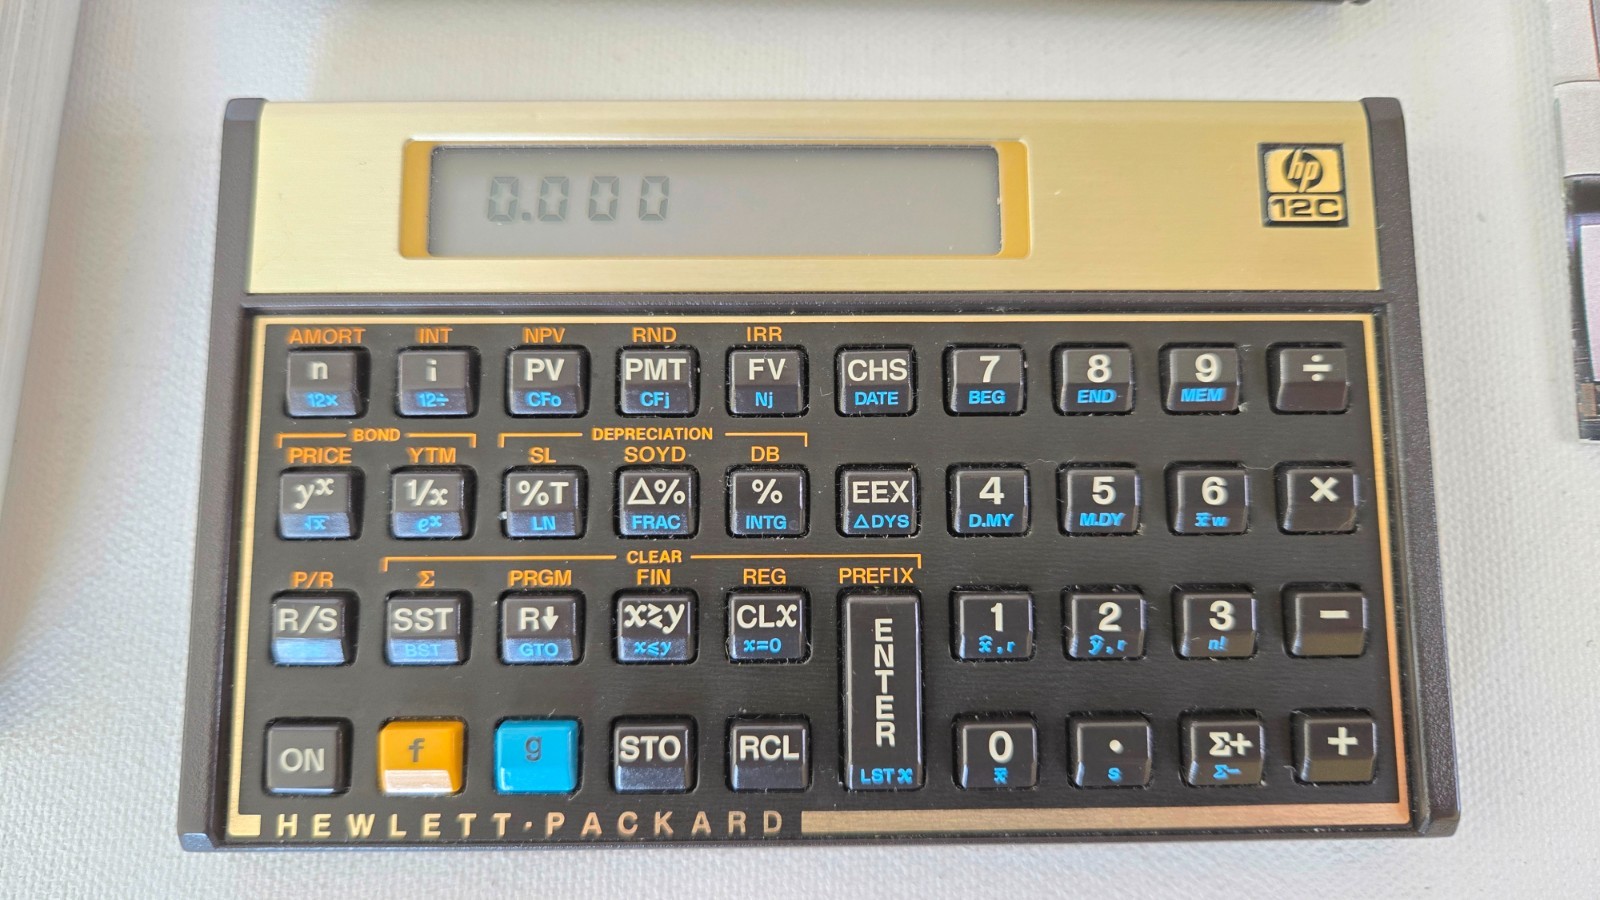 0.000
hp
12C
AMORT INT NPV RND IRR
n i PV PMT FV CHS 7 8 9 ÷
12× 12÷ CFo CFj Nj DATE BEG END MEM
BOND DEPRECIATION
PRICE YTM SL SOYD DB
yˣ 1/x %T Δ% % EEX 4 5 6 ×
√x eˣ LN FRAC INTG ΔDYS D.MY M.DY x̄w
CLEAR
P/R Σ PRGM FIN REG PREFIX
R/S SST R↓ x≷y CLx ENTER 1 2 3 −
BST GTO x≤y x=0 x̂,r ŷ,r n!
ON f g STO RCL 0 • Σ+ +
LST x x̄ s Σ−
HEWLETT·PACKARD